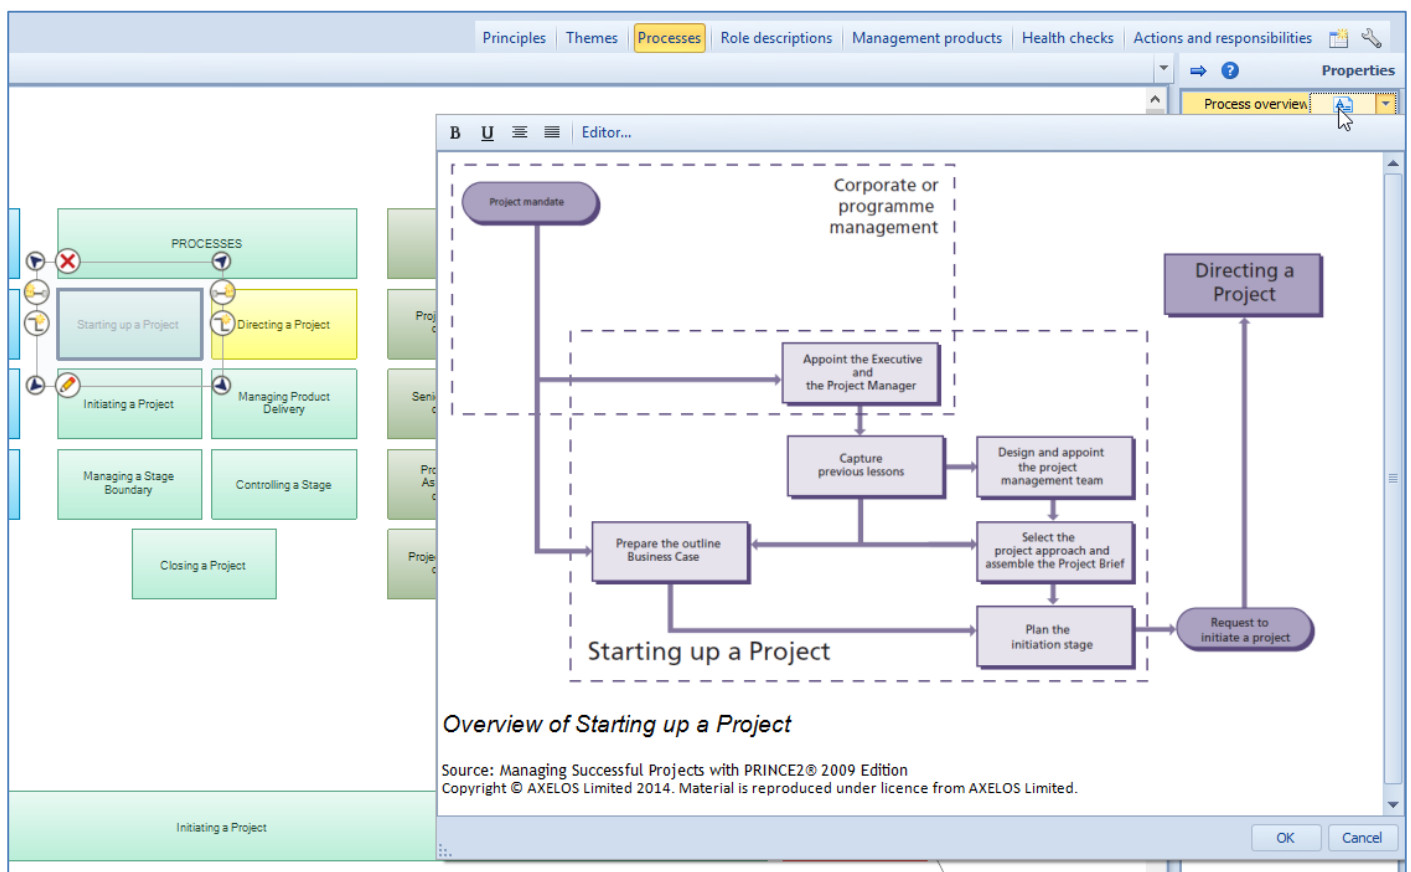 Principles
Themes
Processes
Role descriptions
Management products
Health checks
Actions and responsibilities
Properties
Process overview
B
U
Editor...
PROCESSES
Starting up a Project
Directing a Project
Initiating a Project
Managing Product
Delivery
Managing a Stage
Boundary
Controlling a Stage
Closing a Project
Initiating a Project
Project mandate
Corporate or
programme
management
Directing a
Project
Appoint the Executive
and
the Project Manager
Capture
previous lessons
Design and appoint
the project
management team
Prepare the outline
Business Case
Select the
project approach and
assemble the Project Brief
Plan the
initiation stage
Request to
initiate a project
Starting up a Project
Overview of Starting up a Project
Source: Managing Successful Projects with PRINCE2® 2009 Edition
Copyright © AXELOS Limited 2014. Material is reproduced under licence from AXELOS Limited.
OK
Cancel